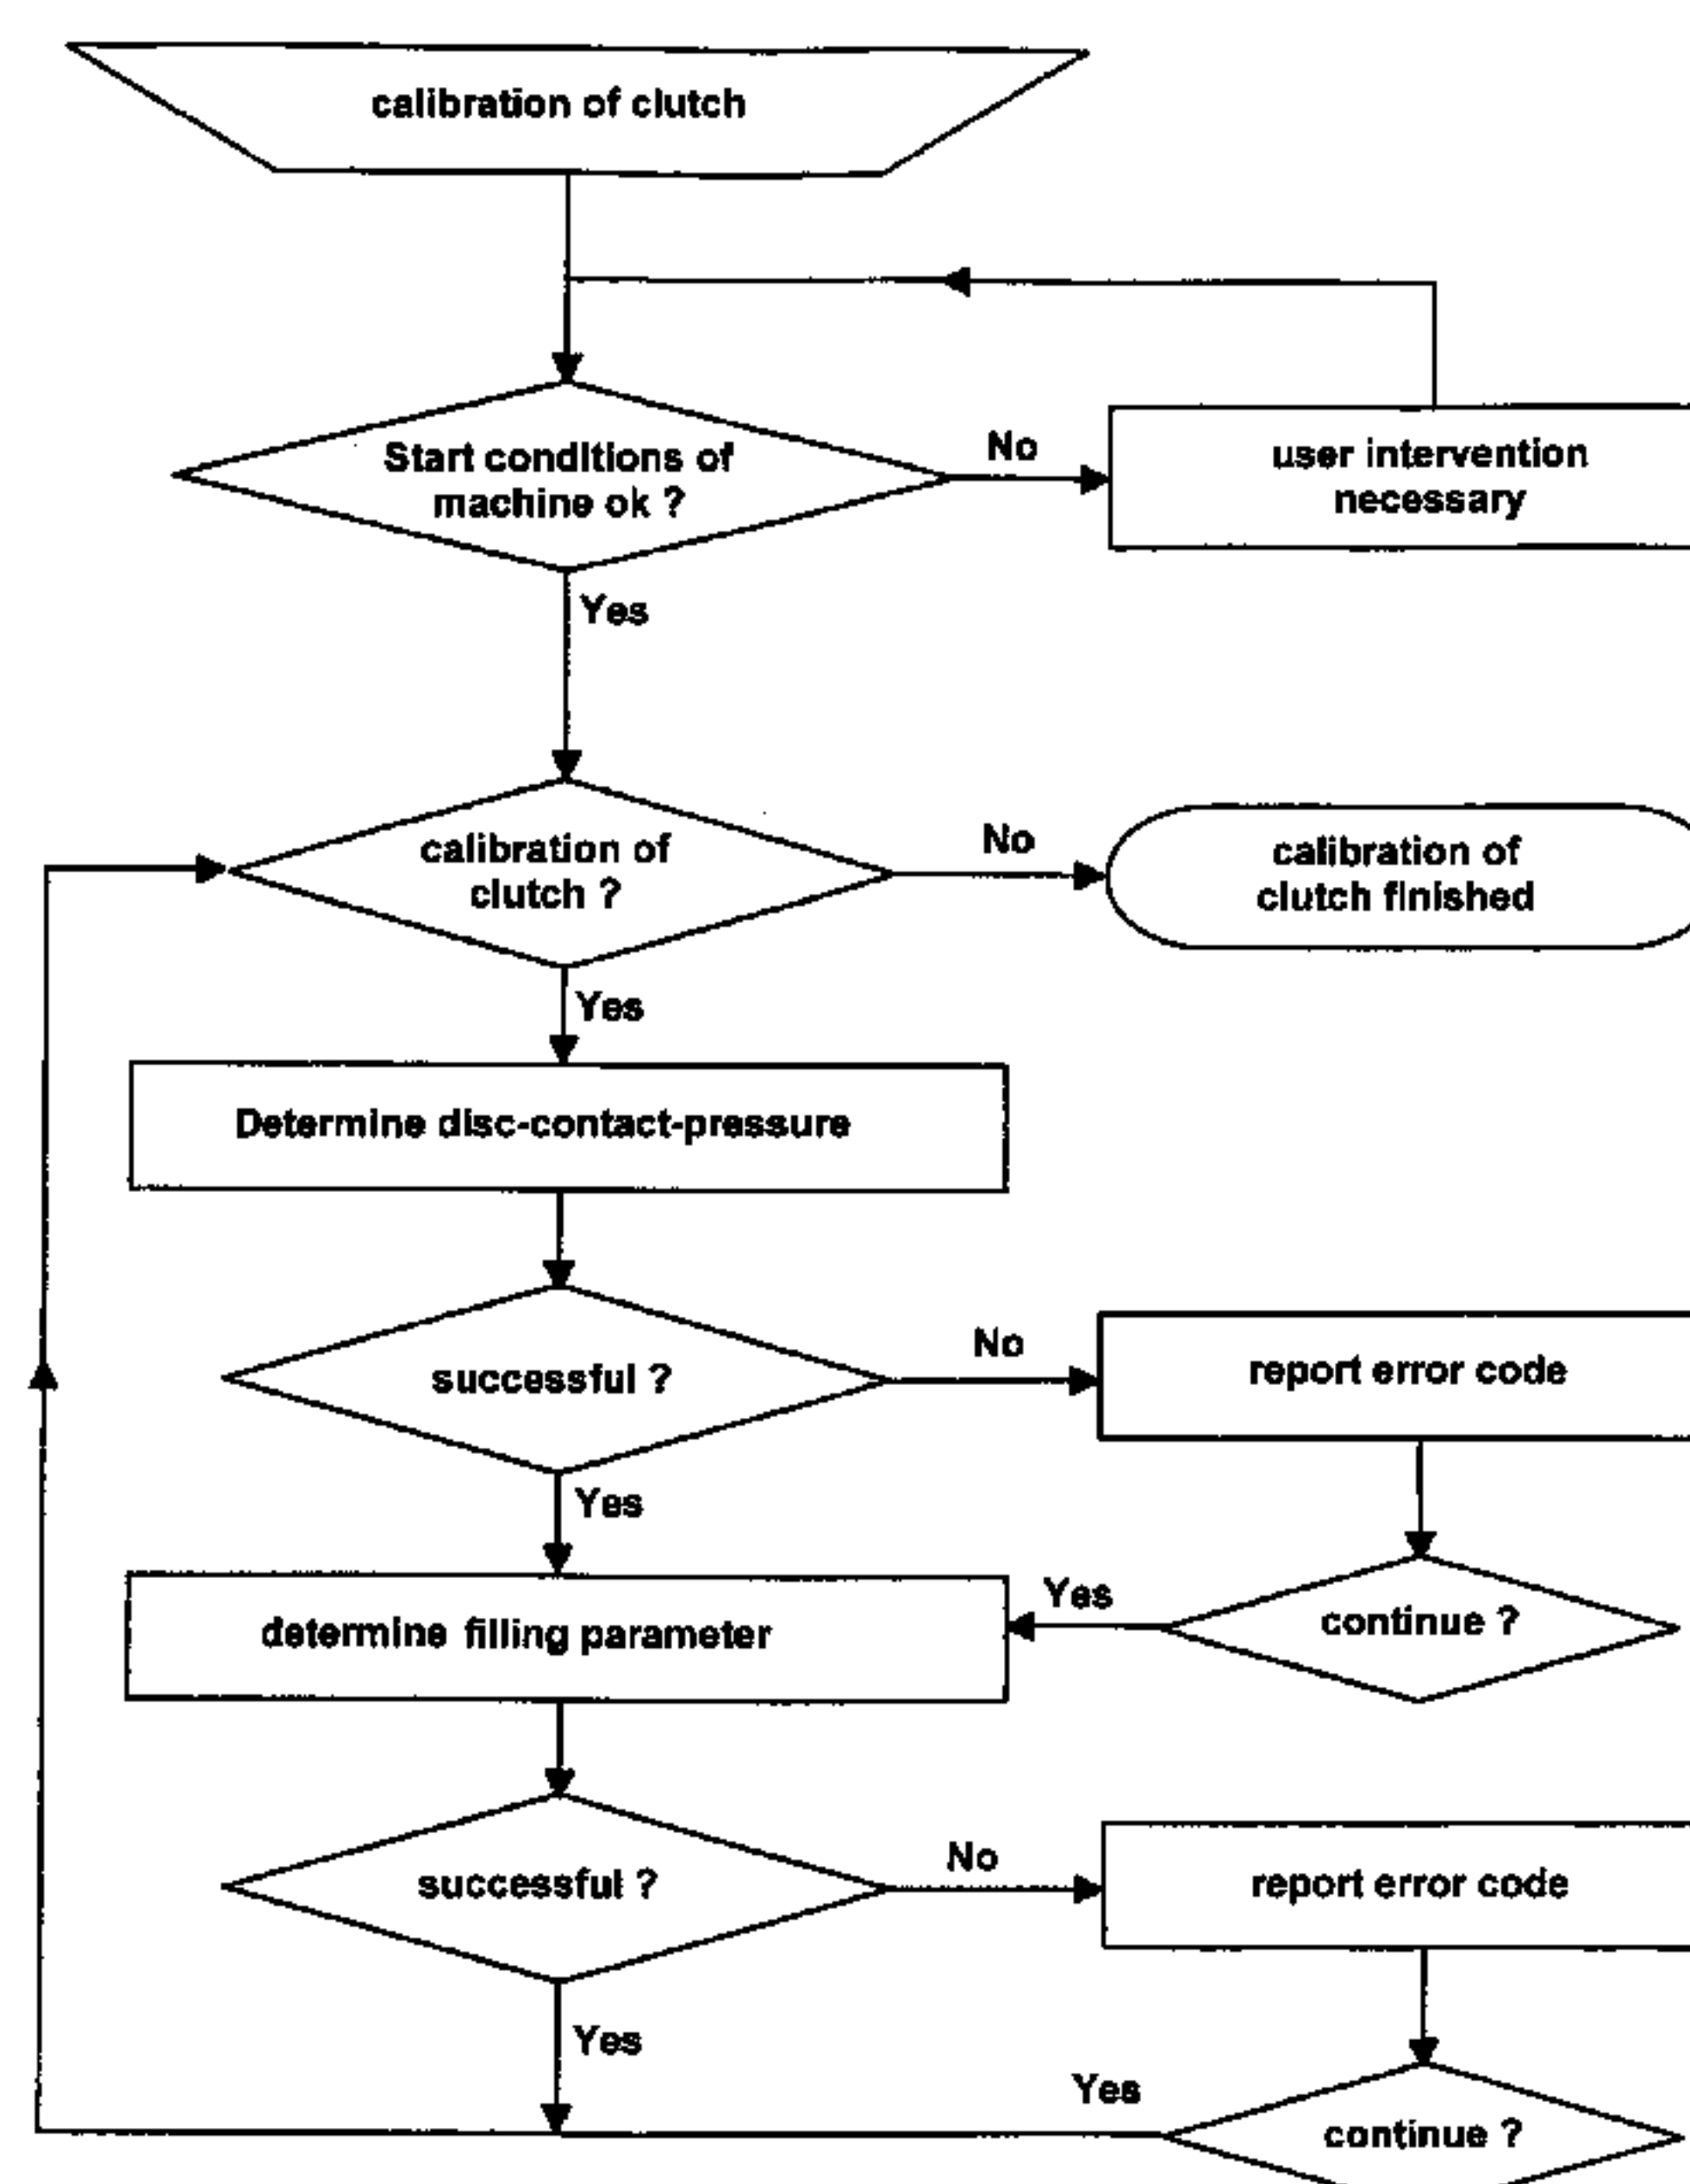 calibration of clutch
Start conditions of
machine ok ?
No
user intervention
necessary
Yes
calibration of
clutch ?
No
calibration of
clutch finished
Yes
Determine disc-contact-pressure
successful ?
No
report error code
Yes
determine filling parameter
Yes
continue ?
successful ?
No
report error code
Yes
Yes
continue ?